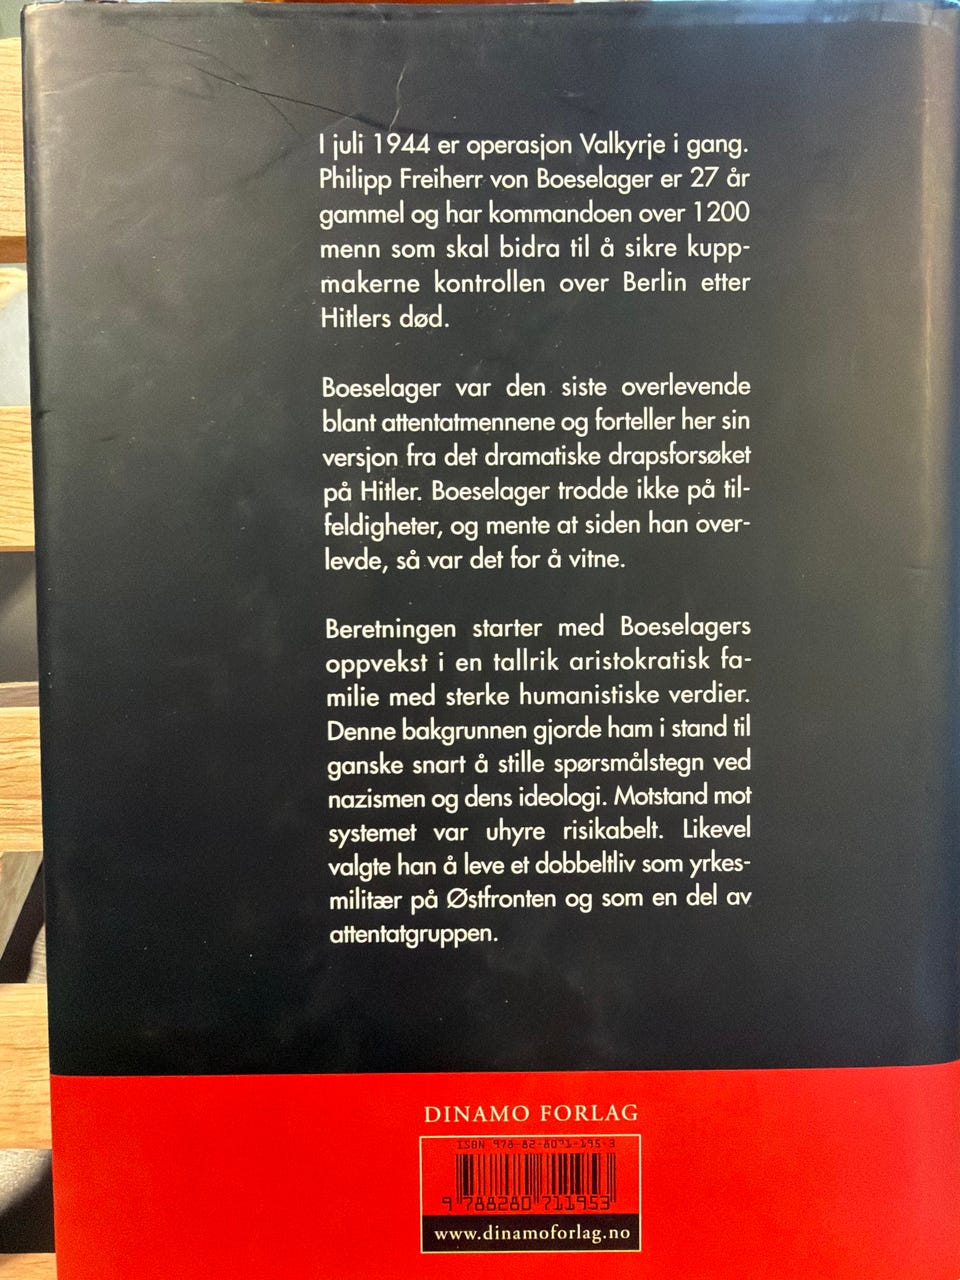 I juli 1944 er operasjon Valkyrje i gang.
Philipp Freiherr von Boeselager er 27 år
gammel og har kommandoen over 1200
menn som skal bidra til å sikre kupp-
makerne kontrollen over Berlin etter
Hitlers død.
Boeselager var den siste overlevende
blant attentatmennene og forteller her sin
versjon fra det dramatiske drapsforsøket
på Hitler. Boeselager trodde ikke på til-
feldigheter, og mente at siden han over-
levde, så var det for å vitne.
Beretningen starter med Boeselagers
oppvekst i en tallrik aristokratisk fa-
milie med sterke humanistiske verdier.
Denne bakgrunnen gjorde ham i stand til
ganske snart å stille spørsmålstegn ved
nazismen og dens ideologi. Motstand mot
systemet var uhyre risikabelt. Likevel
valgte han å leve et dobbeltliv som yrkes-
militær på Østfronten og som en del av
attentatgruppen.
DINAMO FORLAG
ISBN 978-82-8071-195-3
9 788280 711953
www.dinamoforlag.no